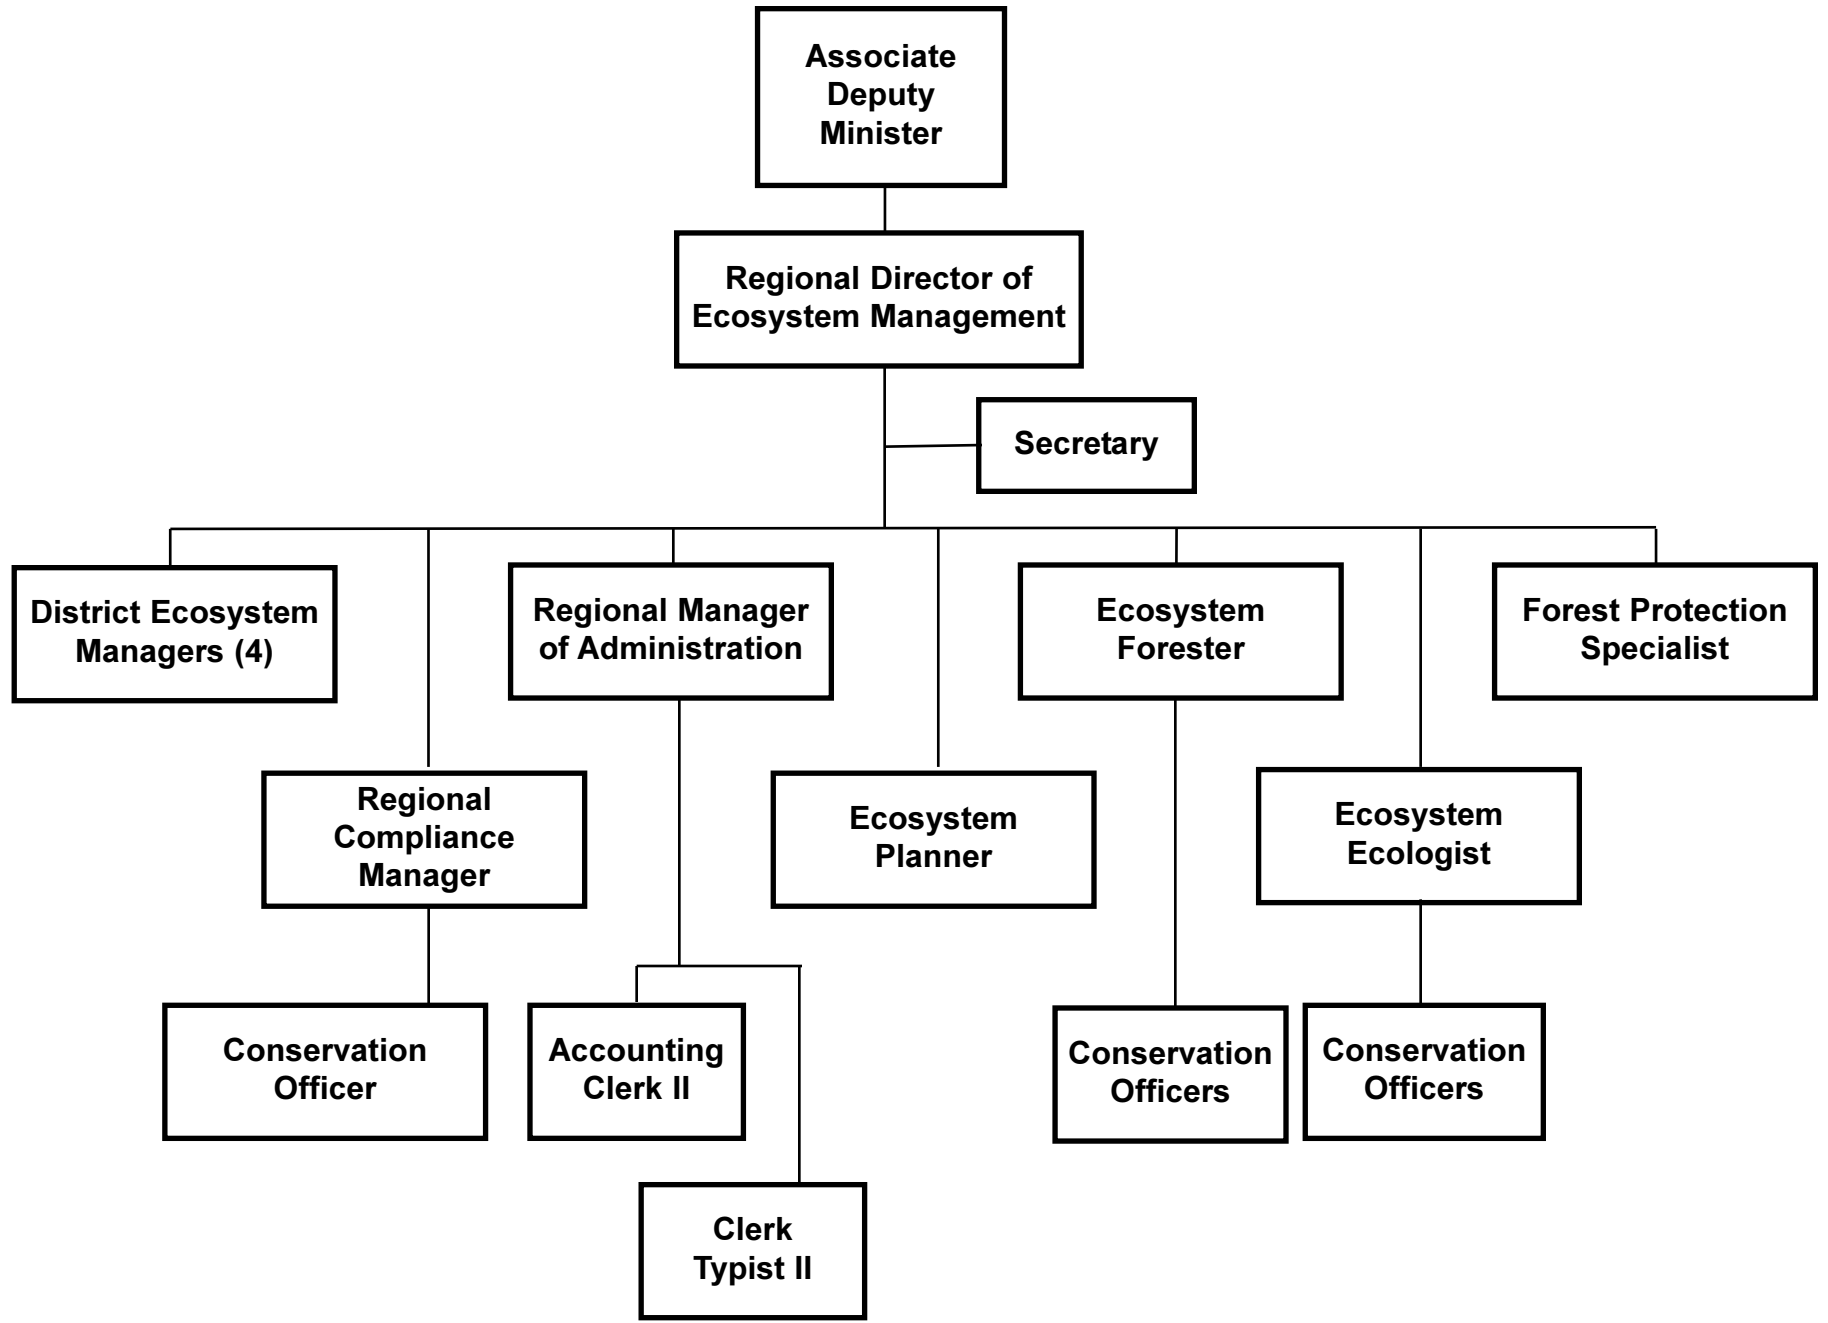 Associate
Deputy
Minister
Regional Director of
Ecosystem Management
Secretary
District Ecosystem
Managers (4)
Regional Manager
of Administration
Ecosystem
Forester
Forest Protection
Specialist
Regional
Compliance
Manager
Ecosystem
Planner
Ecosystem
Ecologist
Conservation
Officer
Accounting
Clerk II
Conservation
Officers
Conservation
Officers
Clerk
Typist II